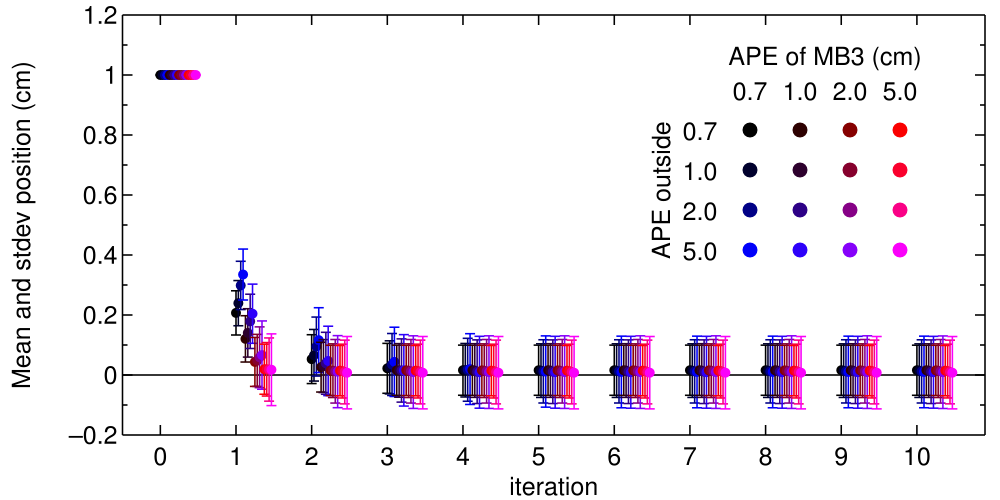 Mean and stdev position (cm)
1.2
1
0.8
0.6
0.4
0.2
0
−0.2
APE of MB3 (cm)
0.7 1.0 2.0 5.0
APE outside
0.7
1.0
2.0
5.0
0 1 2 3 4 5 6 7 8 9 10
iteration